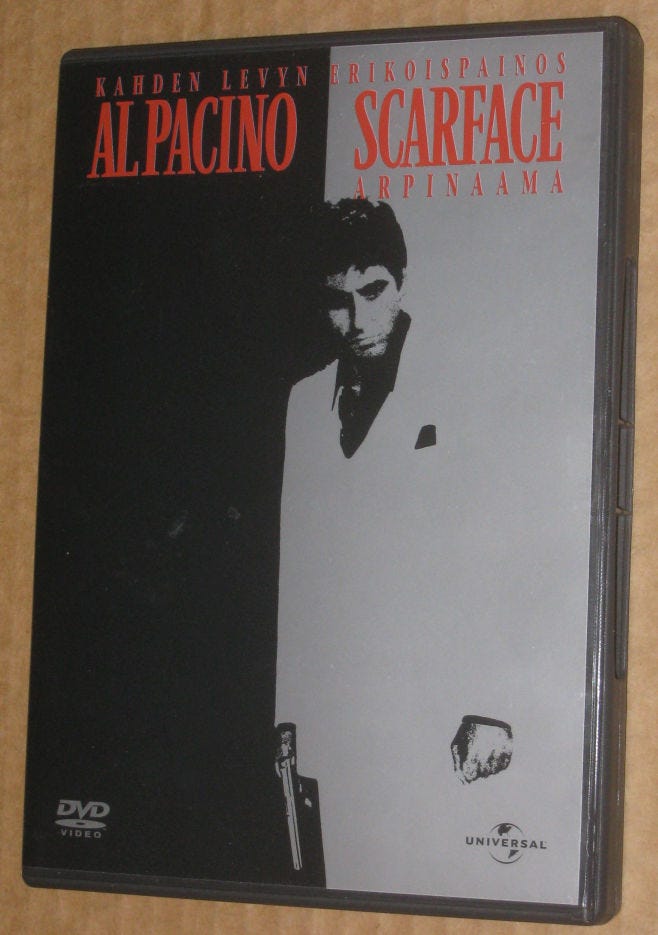 KAHDEN LEVYN ERIKOISPAINOS
AL PACINO SCARFACE
ARPINAAMA
DVD
VIDEO
UNIVERSAL